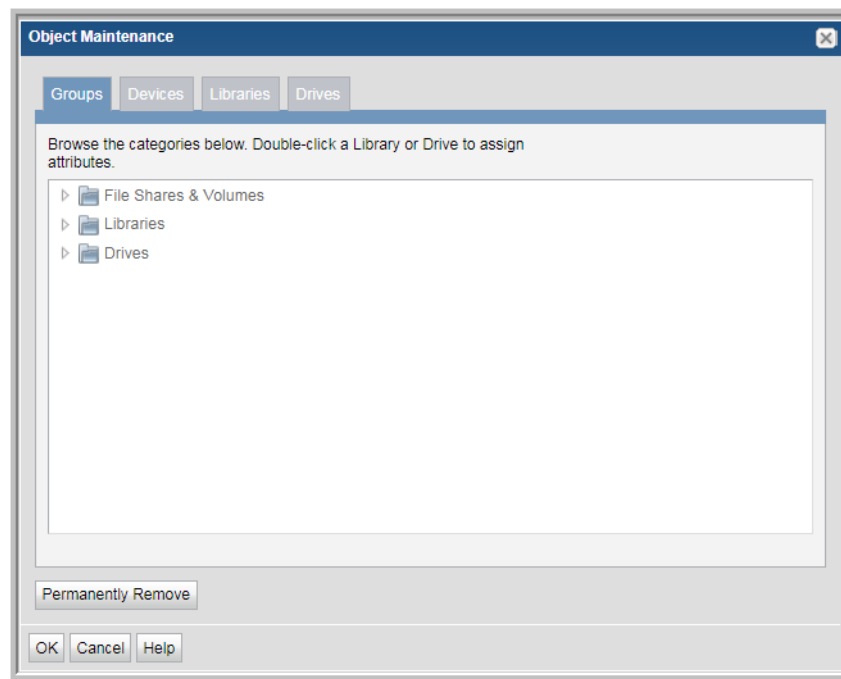 Object Maintenance
Groups Devices Libraries Drives
Browse the categories below. Double-click a Library or Drive to assign
attributes.
File Shares & Volumes
Libraries
Drives
Permanently Remove
OK Cancel Help